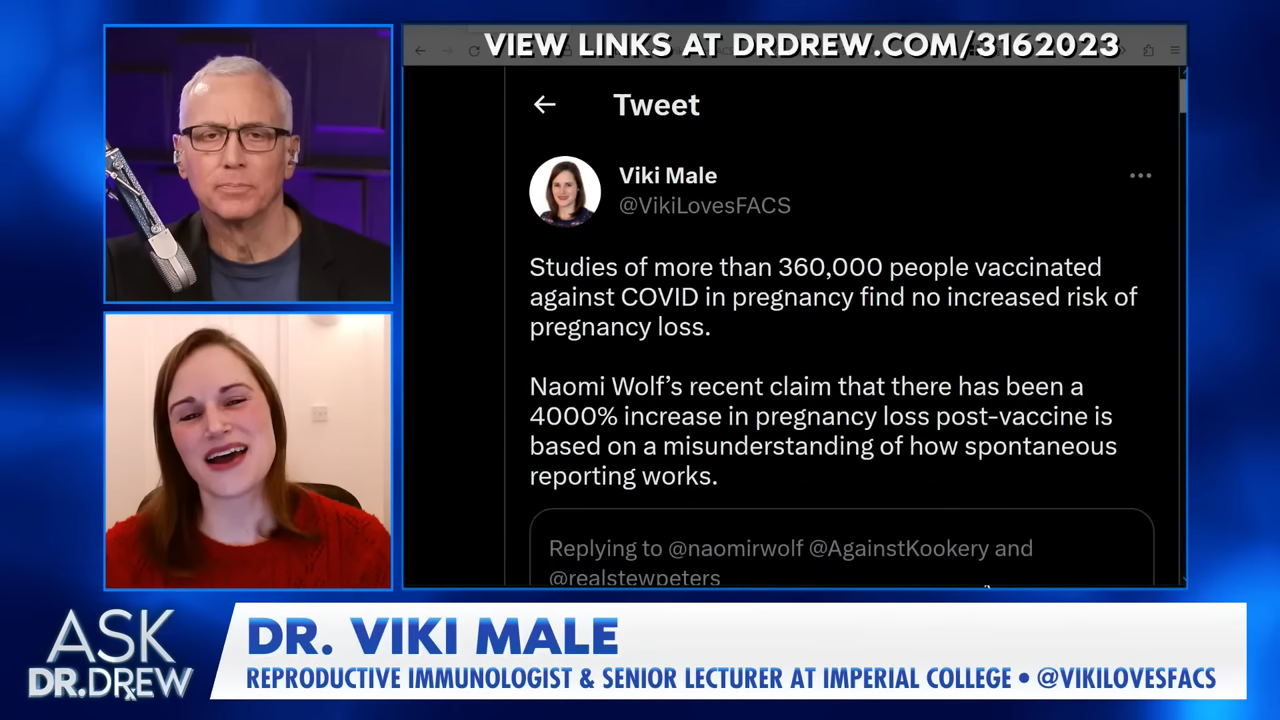 VIEW LINKS AT DRDREW.COM/3162023
Tweet
Viki Male
@VikiLovesFACS
Studies of more than 360,000 people vaccinated
against COVID in pregnancy find no increased risk of
pregnancy loss.
Naomi Wolf’s recent claim that there has been a
4000% increase in pregnancy loss post-vaccine is
based on a misunderstanding of how spontaneous
reporting works.
Replying to @naomirwolf @AgainstKookery and
@realstewpeters
ASK
DR.DREW
DR. VIKI MALE
REPRODUCTIVE IMMUNOLOGIST & SENIOR LECTURER AT IMPERIAL COLLEGE • @VIKILOVESFACS